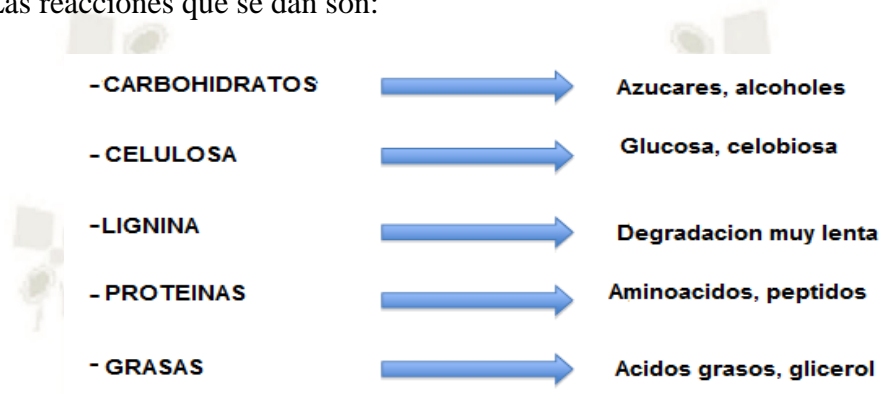 Las reacciones que se dan son:
-CARBOHIDRATOS Azucares, alcoholes
- CELULOSA Glucosa, celobiosa
-LIGNINA Degradacion muy lenta
- PROTEINAS Aminoacidos, peptidos
- GRASAS Acidos grasos, glicerol